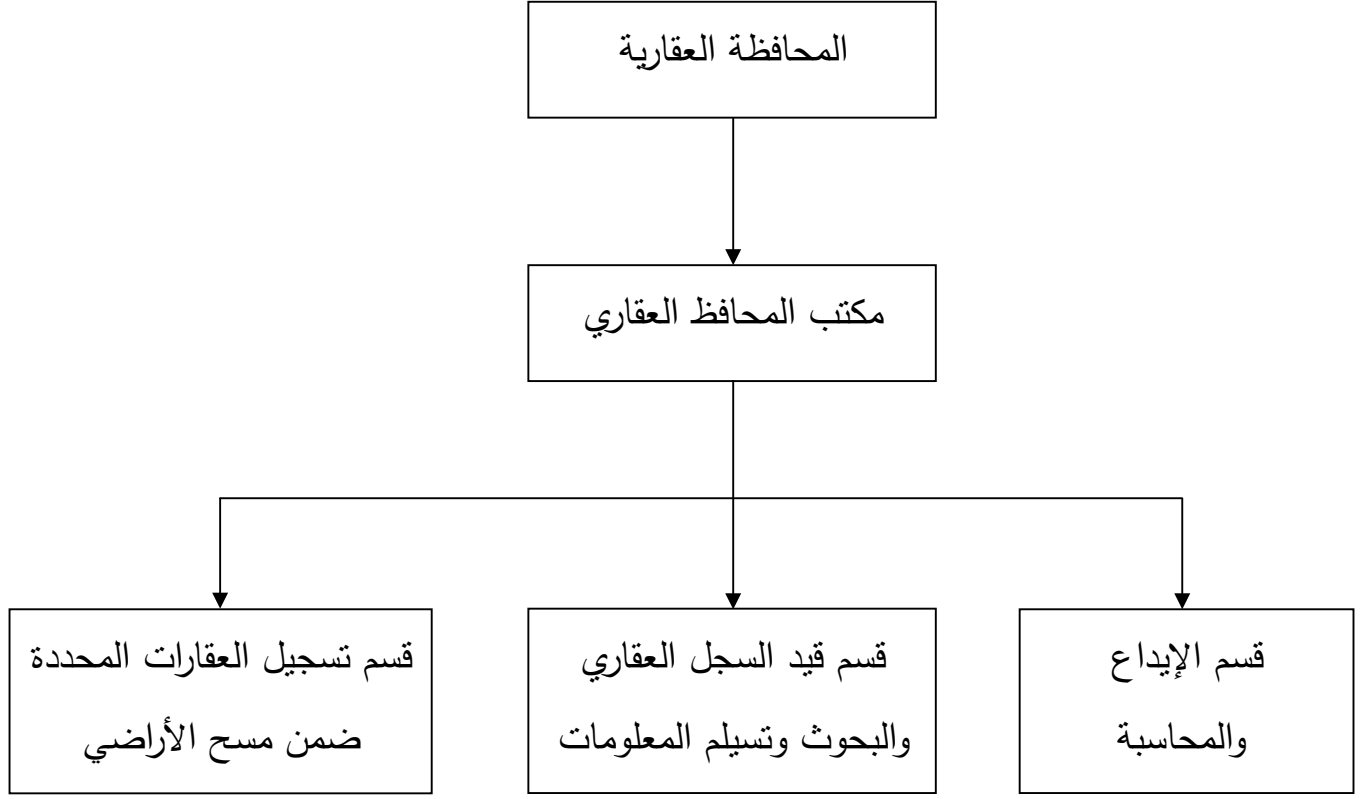 المحافظة العقارية
مكتب المحافظ العقاري
قسم الإيداع
والمحاسبة
قسم قيد السجل العقاري
والبحوث وتسيلم المعلومات
قسم تسجيل العقارات المحددة
ضمن مسح الأراضي